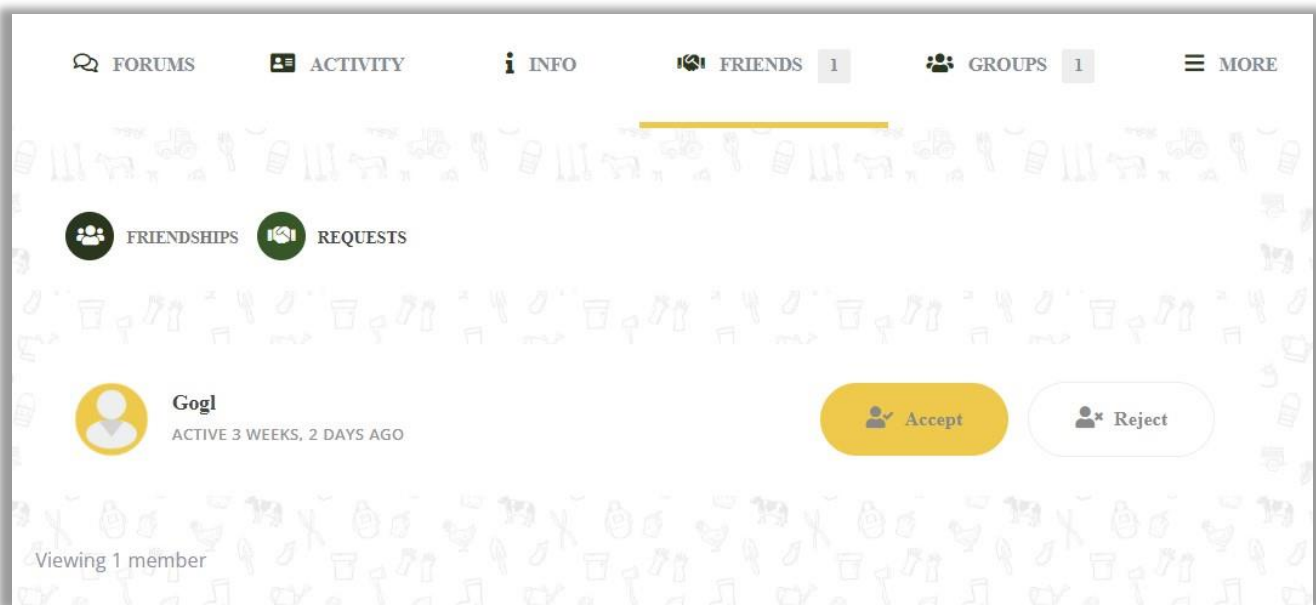 FORUMS ACTIVITY INFO FRIENDS 1 GROUPS 1 MORE
FRIENDSHIPS REQUESTS
Gogl
ACTIVE 3 WEEKS, 2 DAYS AGO
Accept Reject
Viewing 1 member